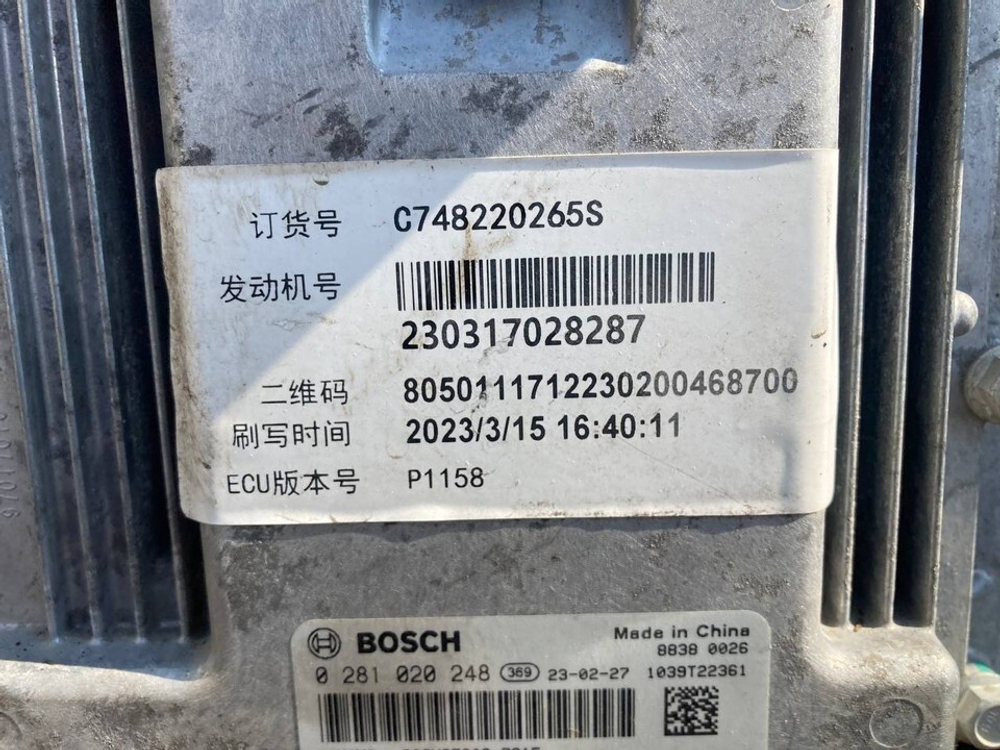 订货号 C748220265S
发动机号
230317028287
二维码 8050111712230200468700
刷写时间 2023/3/15 16:40:11
ECU版本号 P1158
BOSCH Made in China
8838 0026
0 281 020 248 369 23-02-27 1039T22361